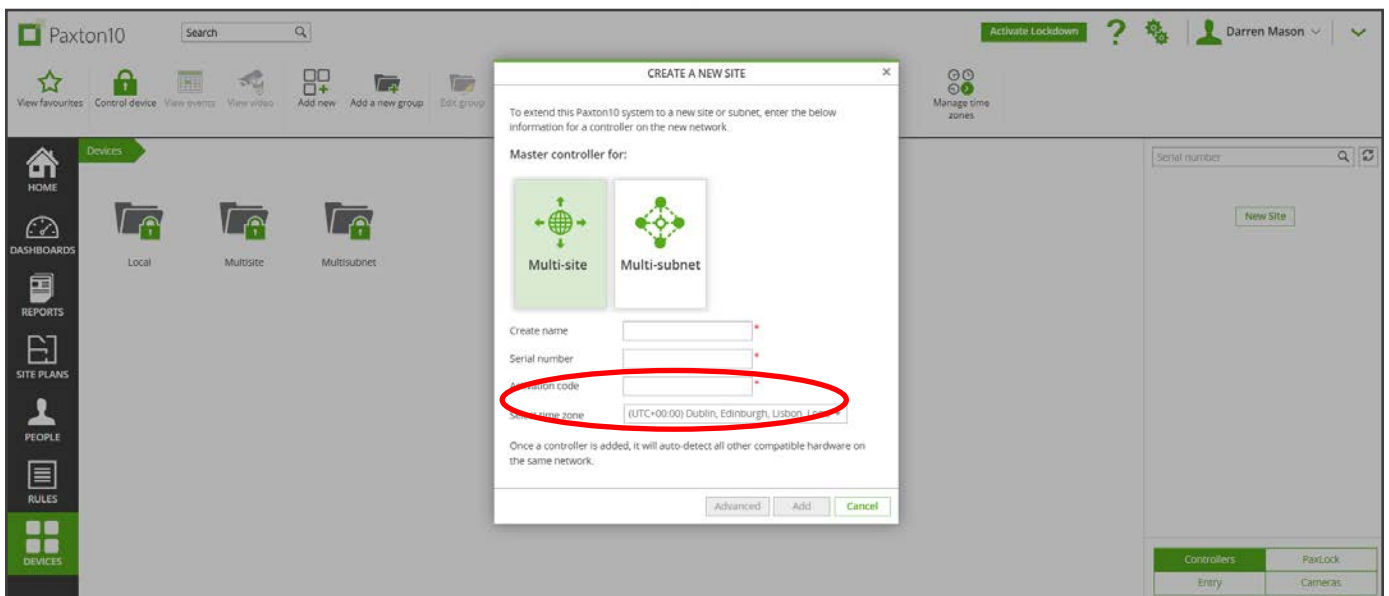 Paxton10
Search
Activate Lockdown
?
Darren Mason
View favourites
Control device
View events
View video
Add new
Add a new group
Edit group
Manage time
zones
CREATE A NEW SITE
To extend this Paxton10 system to a new site or subnet, enter the below
information for a controller on the new network
Master controller for:
Multi-site
Multi-subnet
Create name
*
Serial number
*
Activation code
*
Select time zone
(UTC+00:00) Dublin, Edinburgh, Lisbon,
Once a controller is added, it will auto-detect all other compatible hardware on
the same network.
Advanced
Add
Cancel
Devices
Local
Multisite
Multisubnet
HOME
DASHBOARDS
REPORTS
SITE PLANS
PEOPLE
RULES
DEVICES
Serial number
New Site
Controllers
PaxLock
Entry
Cameras